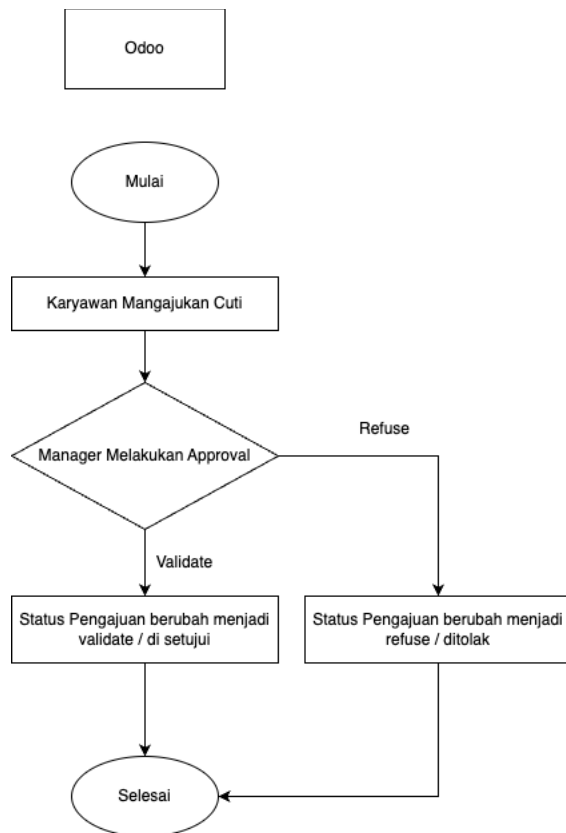 Odoo
Mulai
Karyawan Mangajukan Cuti
Manager Melakukan Approval
Refuse
Validate
Status Pengajuan berubah menjadi
validate / di setujui
Status Pengajuan berubah menjadi
refuse / ditolak
Selesai